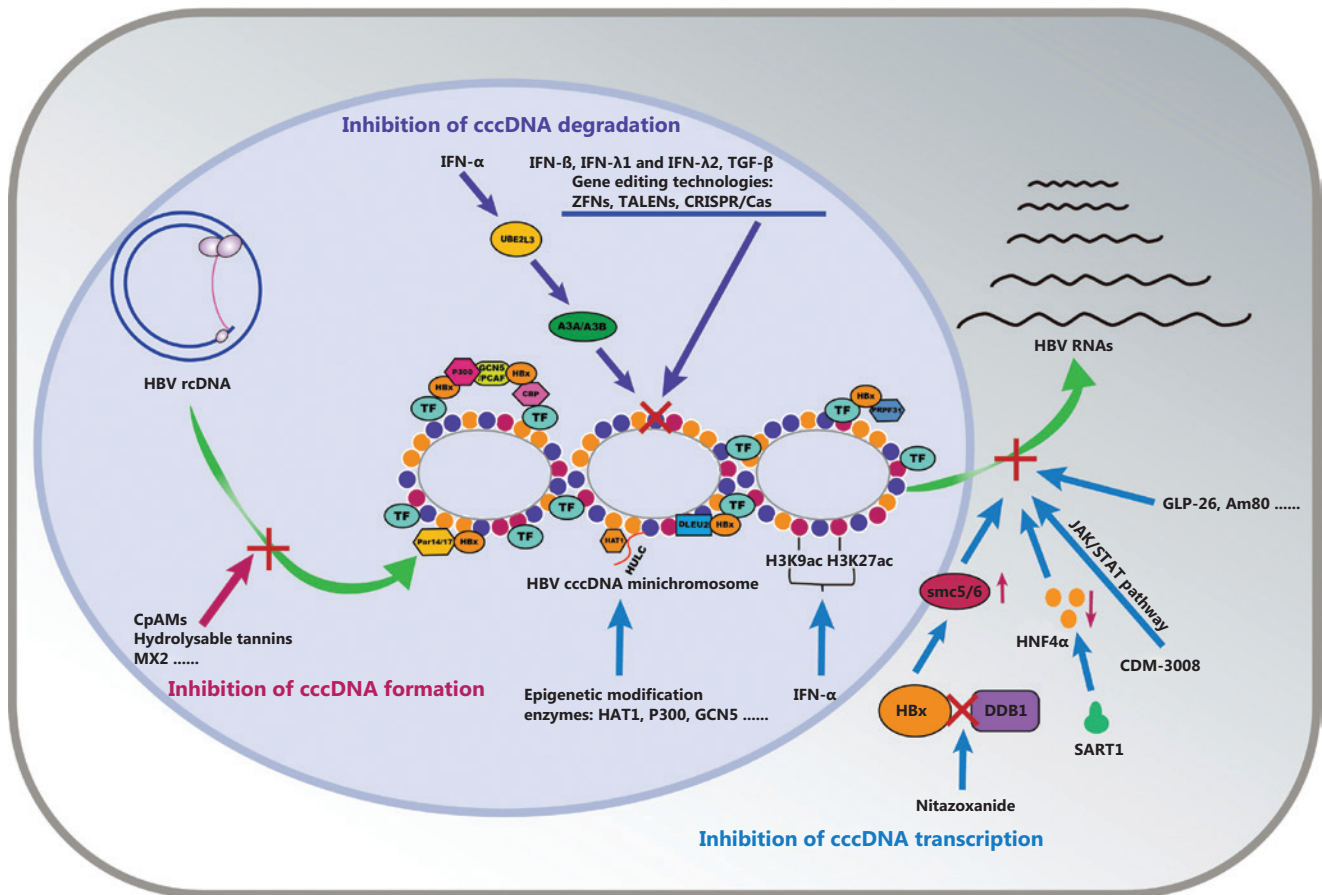 Inhibition of cccDNA degradation
IFN-α
IFN-ß, IFN-λ1 and IFN-λ2, TGF-β
Gene editing technologies:
ZFNs, TALENs, CRISPR/Cas
UBE2L3
A3A/A3B
HBV rcDNA
HBV RNAs
P300
GCN5
/PCAF
HBx
HBx
CBP
TF
TF
HBx
TF
PRPF31
TF
TF
TF
TF
TF
TF
Par14/17
HBx
HAT1
HULC
DLEU2
HBx
H3K9ac
H3K27ac
HBV cccDNA minichromosome
GLP-26, Am80 ......
JAK/STAT pathway
smc5/6
HNF4α
CDM-3008
CpAMs
Hydrolysable tannins
MX2 ......
Inhibition of cccDNA formation
Epigenetic modification
enzymes: HAT1, P300, GCN5 ......
IFN-α
HBx
DDB1
SART1
Nitazoxanide
Inhibition of cccDNA transcription